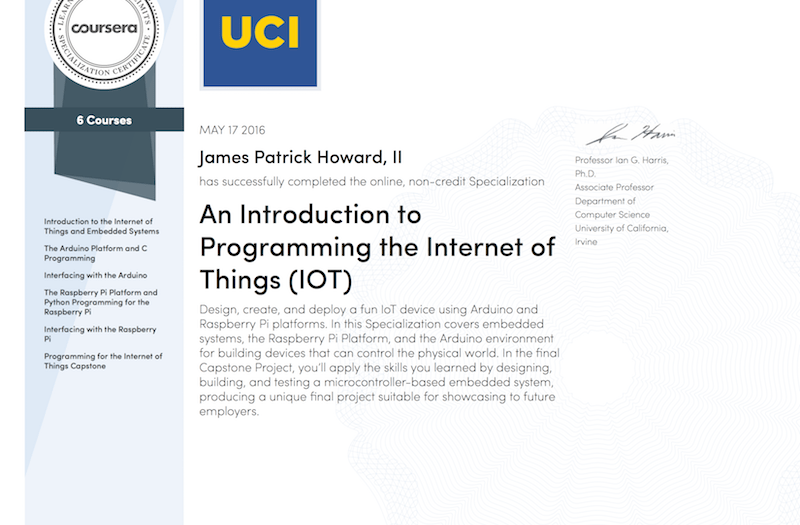 LEARN
LIMITS
coursera
SPECIALIZATION CERTIFICATE
6 Courses
Introduction to the Internet of
Things and Embedded Systems
The Arduino Platform and C
Programming
Interfacing with the Arduino
The Raspberry Pi Platform and
Python Programming for the
Raspberry Pi
Interfacing with the Raspberry
Pi
Programming for the Internet of
Things Capstone
UCI
MAY 17 2016
James Patrick Howard, II
has successfully completed the online, non-credit Specialization
An Introduction to
Programming the Internet of
Things (IOT)
Design, create, and deploy a fun IoT device using Arduino and
Raspberry Pi platforms. In this Specialization covers embedded
systems, the Raspberry Pi Platform, and the Arduino environment
for building devices that can control the physical world. In the final
Capstone Project, you'll apply the skills you learned by designing,
building, and testing a microcontroller-based embedded system,
producing a unique final project suitable for showcasing to future
employers.
Professor Ian G. Harris,
Ph.D.
Associate Professor
Department of
Computer Science
University of California,
Irvine